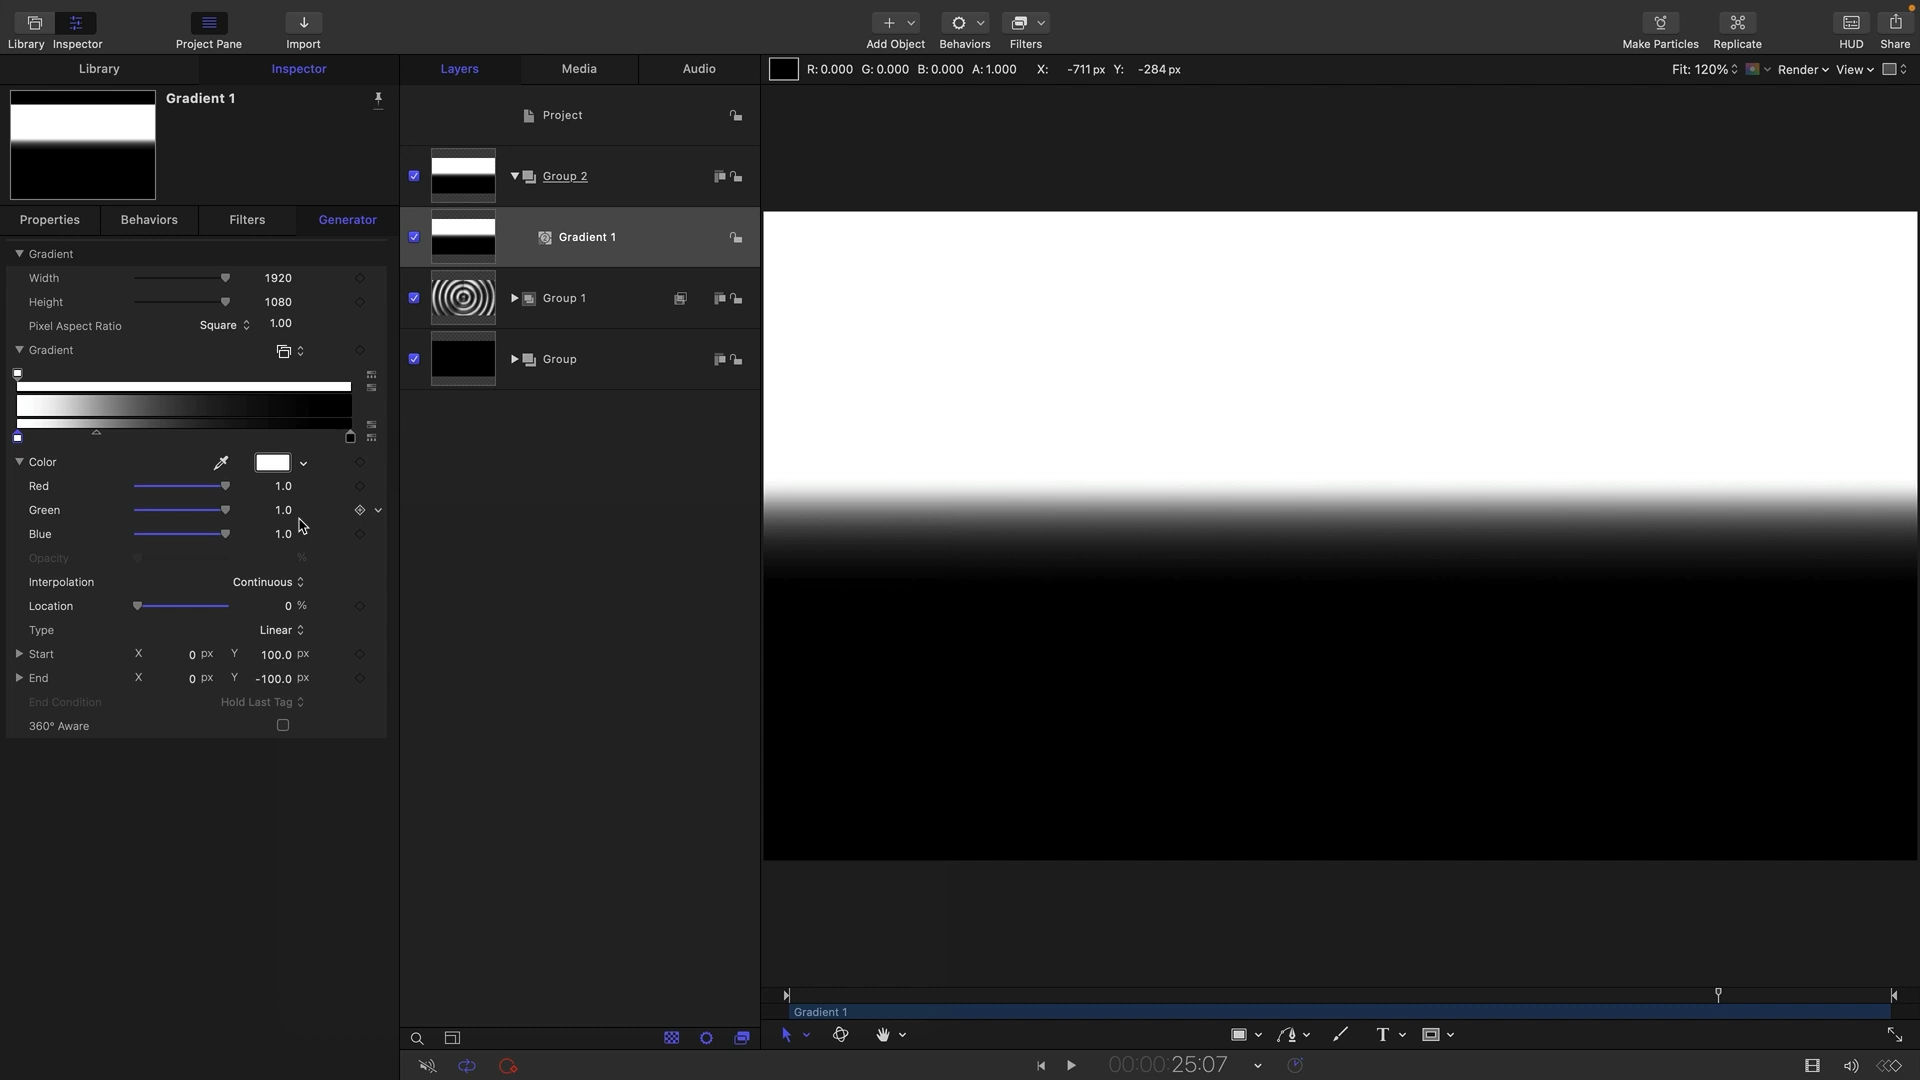 Library Inspector Project Pane Import Add Object Behaviors Filters Make Particles Replicate HUD Share
Library Inspector Layers Media Audio R: 0.000 G: 0.000 B: 0.000 A: 1.000 X: -711 px Y: -284 px Fit: 120% Render View
Gradient 1
Project
Group 2
Gradient 1
Group 1
Group
Properties Behaviors Filters Generator
Gradient
Width 1920
Height 1080
Pixel Aspect Ratio Square 1.00
Gradient
Color
Red 1.0
Green 1.0
Blue 1.0
Opacity %
Interpolation Continuous
Location 0 %
Type Linear
Start X 0 px Y 100.0 px
End X 0 px Y -100.0 px
End Condition Hold Last Tag
360° Aware
Gradient 1
T
00:00:25:07